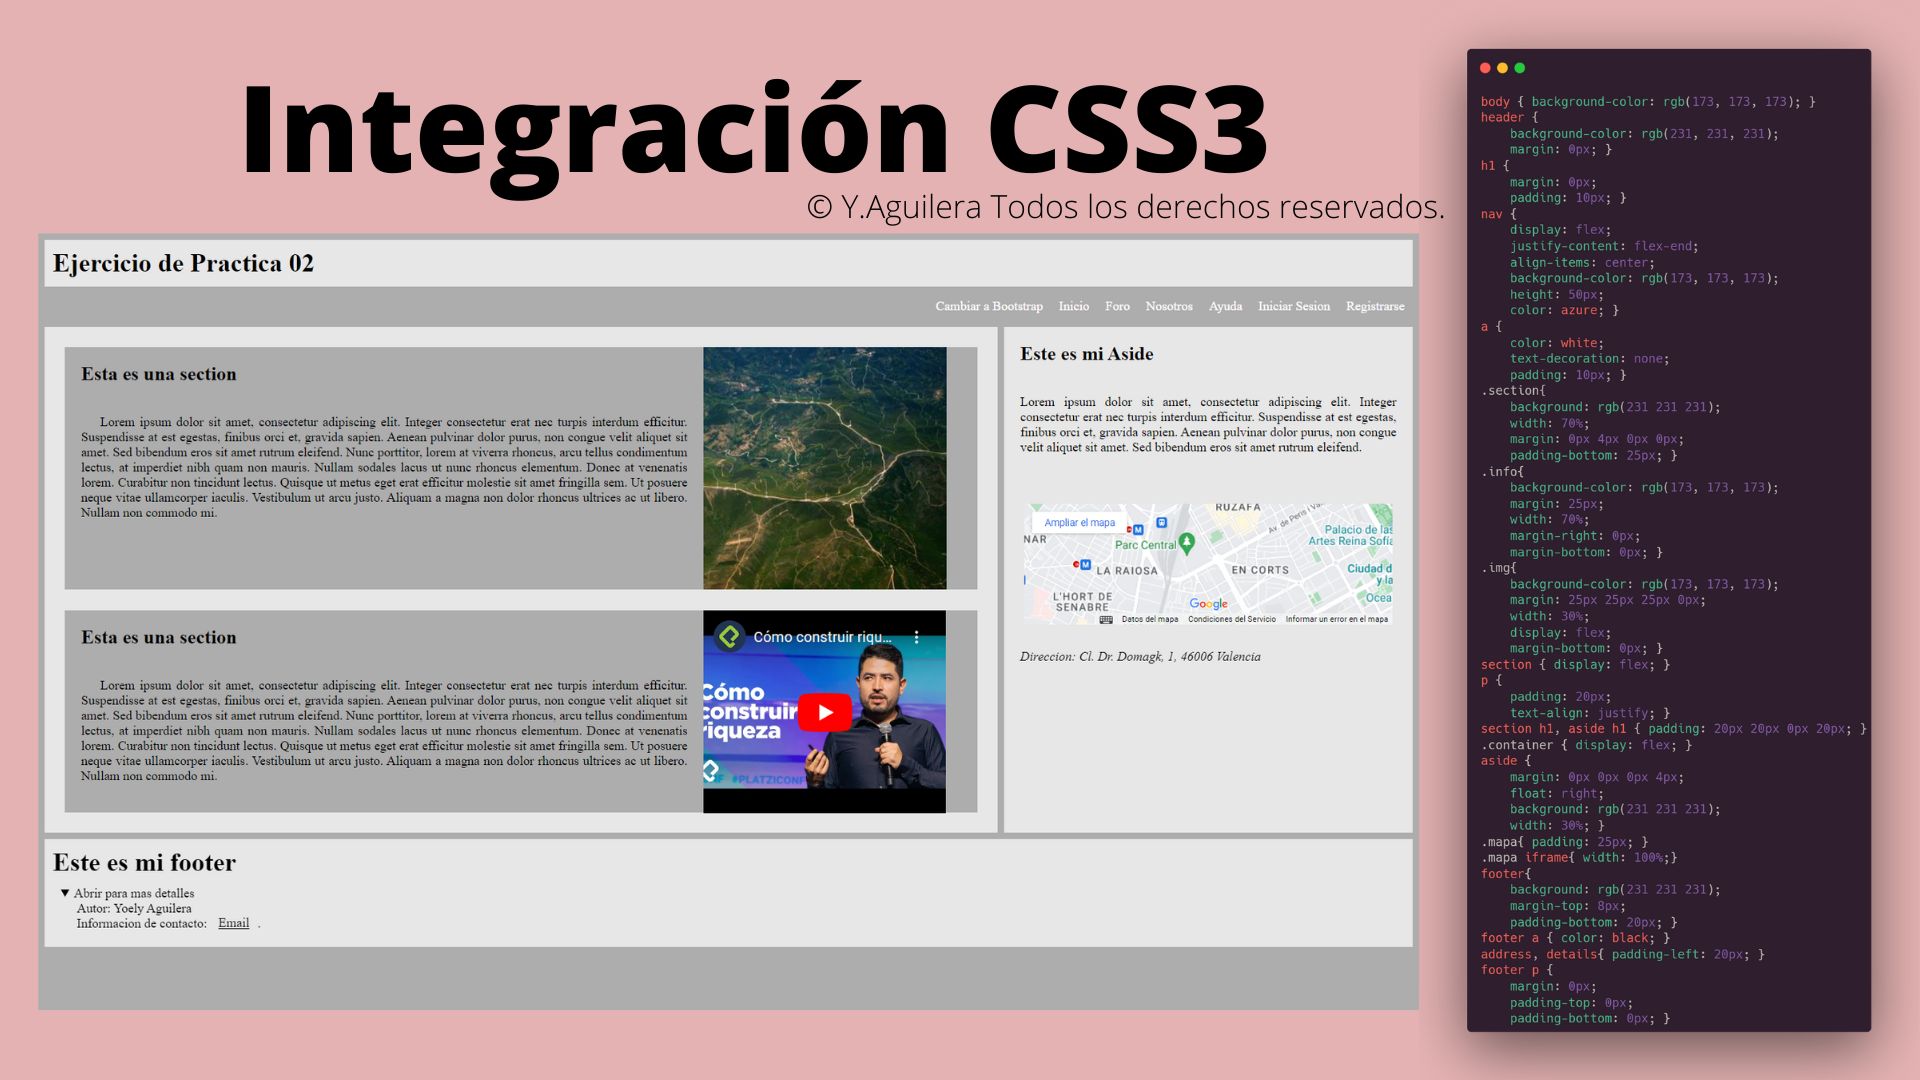 Integración CSS3
© Y.Aguilera Todos los derechos reservados.
Ejercicio de Practica 02
Cambiar a Bootstrap Inicio Foro Nosotros Ayuda Iniciar Sesion Registrarse
Esta es una section
Lorem ipsum dolor sit amet, consectetur adipiscing elit. Integer consectetur erat nec turpis interdum efficitur.
Suspendisse at est egestas, finibus orci et, gravida sapien. Aenean pulvinar dolor purus, non congue velit aliquet sit
amet. Sed bibendum eros sit amet rutrum eleifend. Nunc porttitor, lorem at viverra rhoncus, arcu tellus condimentum
lectus, at imperdiet nibh quam non mauris. Nullam sodales lacus ut nunc rhoncus elementum. Donec at venenatis
lorem. Curabitur non tincidunt lectus. Quisque ut metus eget erat efficitur molestie sit amet fringilla sem. Ut posuere
neque vitae ullamcorper iaculis. Vestibulum ut arcu justo. Aliquam a magna non dolor rhoncus ultrices ac ut libero.
Nullam non commodo mi.
Esta es una section
Lorem ipsum dolor sit amet, consectetur adipiscing elit. Integer consectetur erat nec turpis interdum efficitur.
Suspendisse at est egestas, finibus orci et, gravida sapien. Aenean pulvinar dolor purus, non congue velit aliquet sit
amet. Sed bibendum eros sit amet rutrum eleifend. Nunc porttitor, lorem at viverra rhoncus, arcu tellus condimentum
lectus, at imperdiet nibh quam non mauris. Nullam sodales lacus ut nunc rhoncus elementum. Donec at venenatis
lorem. Curabitur non tincidunt lectus. Quisque ut metus eget erat efficitur molestie sit amet fringilla sem. Ut posuere
neque vitae ullamcorper iaculis. Vestibulum ut arcu justo. Aliquam a magna non dolor rhoncus ultrices ac ut libero.
Nullam non commodo mi.
Cómo construir riqu...
Cómo
construir
riqueza
#PLATZICONF
Este es mi Aside
Lorem ipsum dolor sit amet, consectetur adipiscing elit. Integer
consectetur erat nec turpis interdum efficitur. Suspendisse at est egestas,
finibus orci et, gravida sapien. Aenean pulvinar dolor purus, non congue
velit aliquet sit amet. Sed bibendum eros sit amet rutrum eleifend.
RUZAFA
Ampliar el mapa
M
Av. de Peris i Va
Palacio de las
Artes Reina Sofía
NAR
Parc Central
M
LA RAIOSA
EN CORTS
Ciudad d
y la
Ocea
L'HORT DE
SENABRE
Google
Datos del mapa Condiciones del Servicio Informar un error en el mapa
Direccion: Cl. Dr. Domagk, 1, 46006 Valencia
Este es mi footer
▼ Abrir para mas detalles
Autor: Yoely Aguilera
Informacion de contacto: Email .
body { background-color: rgb(173, 173, 173); }
header {
background-color: rgb(231, 231, 231);
margin: 0px; }
h1 {
margin: 0px;
padding: 10px; }
nav {
display: flex;
justify-content: flex-end;
align-items: center;
background-color: rgb(173, 173, 173);
height: 50px;
color: azure; }
a {
color: white;
text-decoration: none;
padding: 10px; }
.section{
background: rgb(231 231 231);
width: 70%;
margin: 0px 4px 0px 0px;
padding-bottom: 25px; }
.info{
background-color: rgb(173, 173, 173);
margin: 25px;
width: 70%;
margin-right: 0px;
margin-bottom: 0px; }
.img{
background-color: rgb(173, 173, 173);
margin: 25px 25px 25px 0px;
width: 30%;
display: flex;
margin-bottom: 0px; }
section { display: flex; }
p {
padding: 20px;
text-align: justify; }
section h1, aside h1 { padding: 20px 20px 0px 20px; }
.container { display: flex; }
aside {
margin: 0px 0px 0px 4px;
float: right;
background: rgb(231 231 231);
width: 30%; }
.mapa{ padding: 25px; }
.mapa iframe{ width: 100%;}
footer{
background: rgb(231 231 231);
margin-top: 8px;
padding-bottom: 20px; }
footer a { color: black; }
address, details{ padding-left: 20px; }
footer p {
margin: 0px;
padding-top: 0px;
padding-bottom: 0px; }